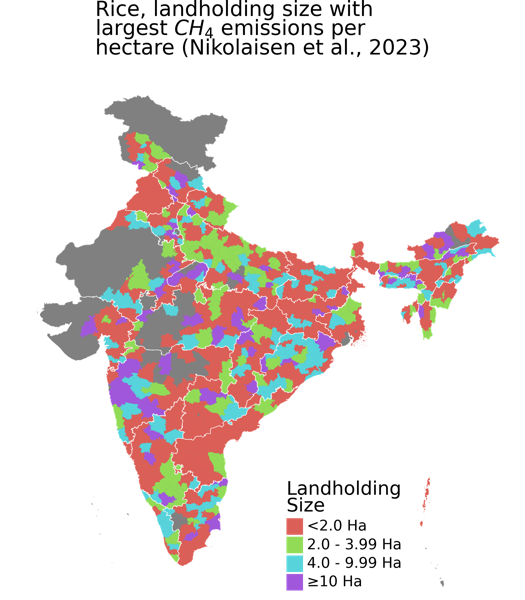 Rice, landholding size with
largest CH₄ emissions per
hectare (Nikolaisen et al., 2023)
Landholding
Size
<2.0 Ha
2.0 - 3.99 Ha
4.0 - 9.99 Ha
≥10 Ha